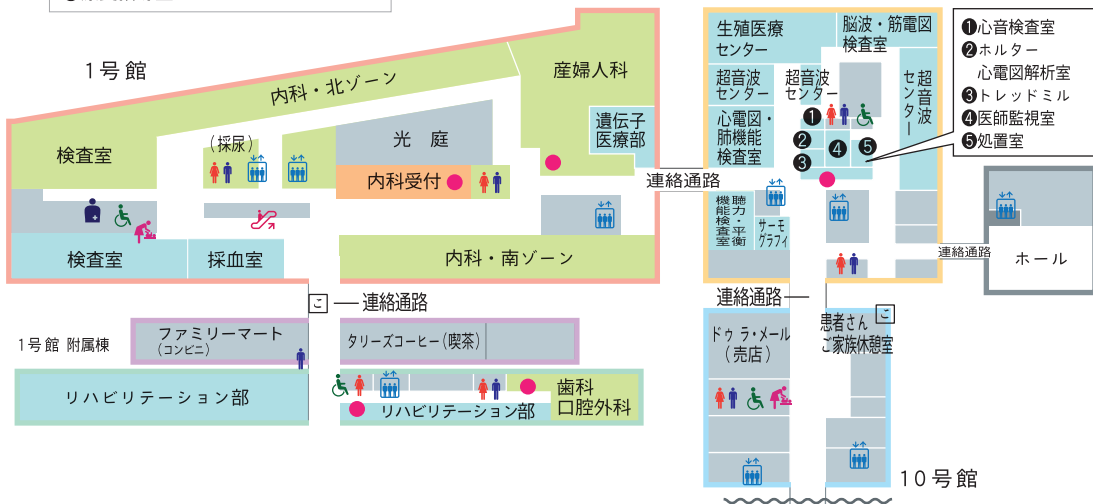 1号館
内科・北ゾーン
産婦人科
検査室
(採尿)
光 庭
遺伝子
医療部
内科受付
検査室
採血室
内科・南ゾーン
連絡通路
生殖医療
センター
脳波・筋電図
検査室
超音波
センター
超音波
センター
超音波
センター
心電図・
肺機能
検査室
❶
❷
❸
❹
❺
❶心音検査室
❷ホルター
心電図解析室
❸トレッドミル
❹医師監視室
❺処置室
聴力・平衡
機能検査室
サーモ
グラフィ
連絡通路
ホール
こ
連絡通路
連絡通路
1号館 附属棟
ファミリーマート
(コンビニ)
タリーズコーヒー(喫茶)
リハビリテーション部
リハビリテーション部
歯科
口腔外科
ドゥ ラ・メール
(売店)
患者さん
ご家族休憩室
こ
10号館